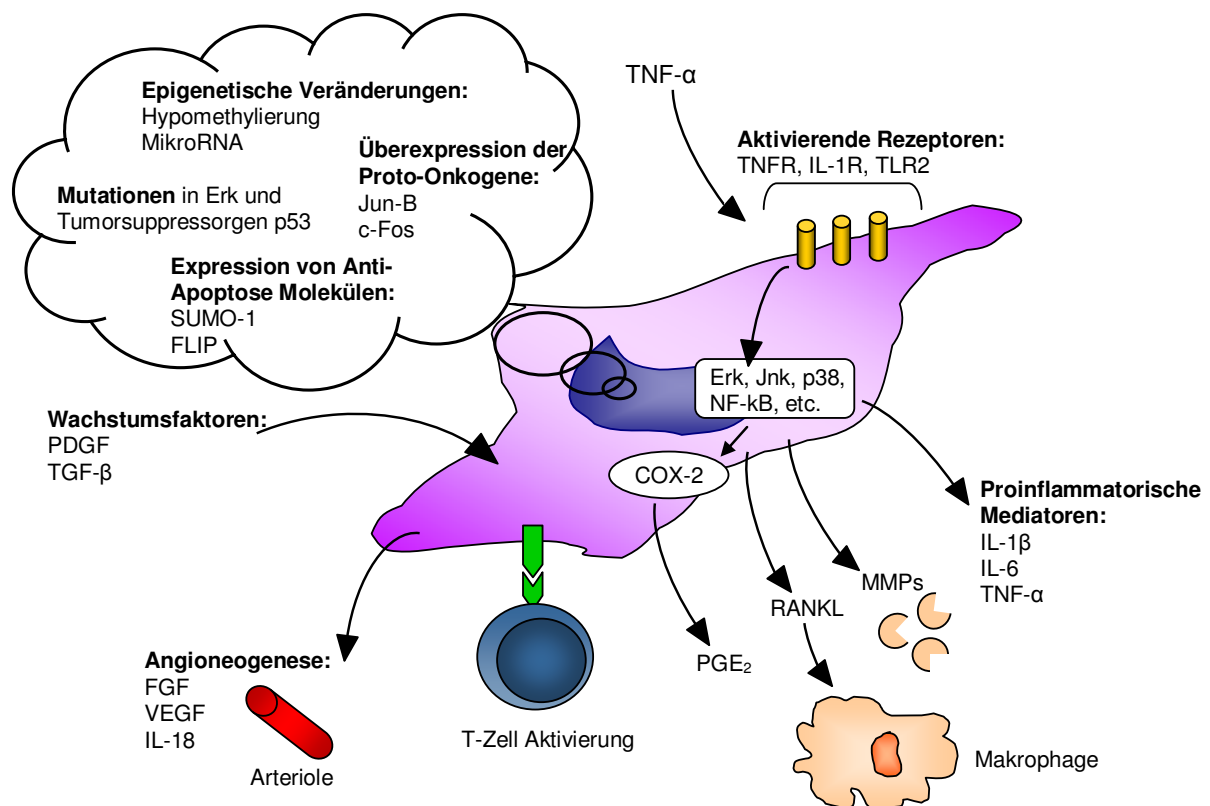 Epigenetische Veränderungen:
Hypomethylierung
MikroRNA
Überexpression der
Proto-Onkogene:
Jun-B
c-Fos
Mutationen in Erk und
Tumorsuppressorgen p53
Expression von Anti-
Apoptose Molekülen:
SUMO-1
FLIP
TNF-α
Aktivierende Rezeptoren:
TNFR, IL-1R, TLR2
Erk, Jnk, p38,
NF-kB, etc.
COX-2
Wachstumsfaktoren:
PDGF
TGF-β
Proinflammatorische
Mediatoren:
IL-1β
IL-6
TNF-α
MMPs
RANKL
PGE₂
Angioneogenese:
FGF
VEGF
IL-18
Arteriole
T-Zell Aktivierung
Makrophage